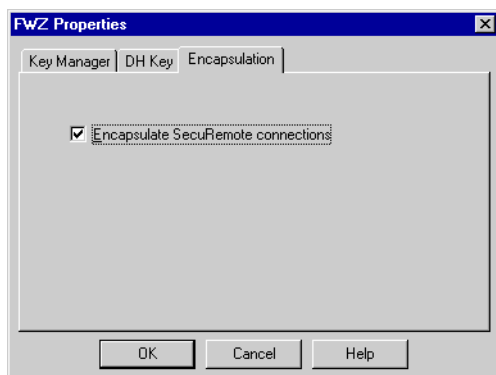 FWZ Properties
Key Manager DH Key Encapsulation
Encapsulate SecuRemote connections
OK Cancel Help